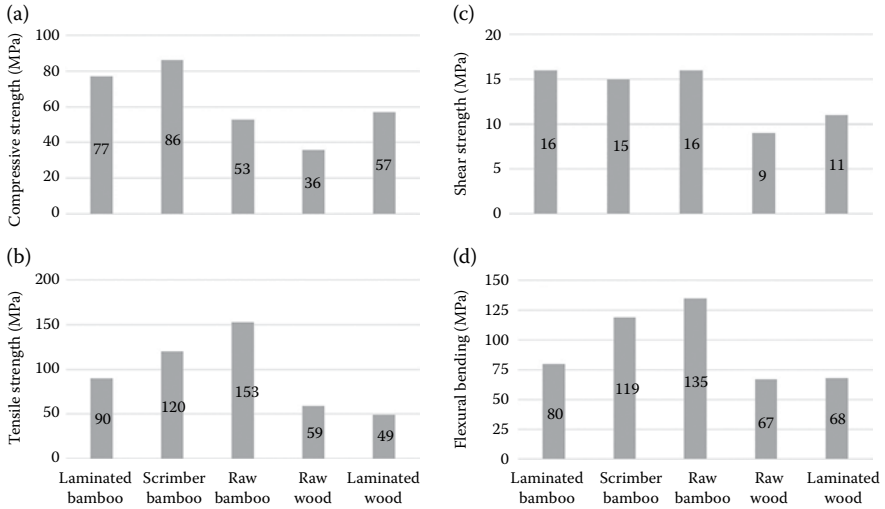 (a)
Compressive strength (MPa)
100
80
60
40
20
0
77
86
53
36
57
(b)
Tensile strength (MPa)
200
150
100
50
0
90
120
153
59
49
Laminated
bamboo
Scrimber
bamboo
Raw
bamboo
Raw
wood
Laminated
wood
(c)
Shear strength (MPa)
20
15
10
5
0
16
15
16
9
11
(d)
Flexural bending (MPa)
150
125
100
75
50
25
0
80
119
135
67
68
Laminated
bamboo
Scrimber
bamboo
Raw
bamboo
Raw
wood
Laminated
wood